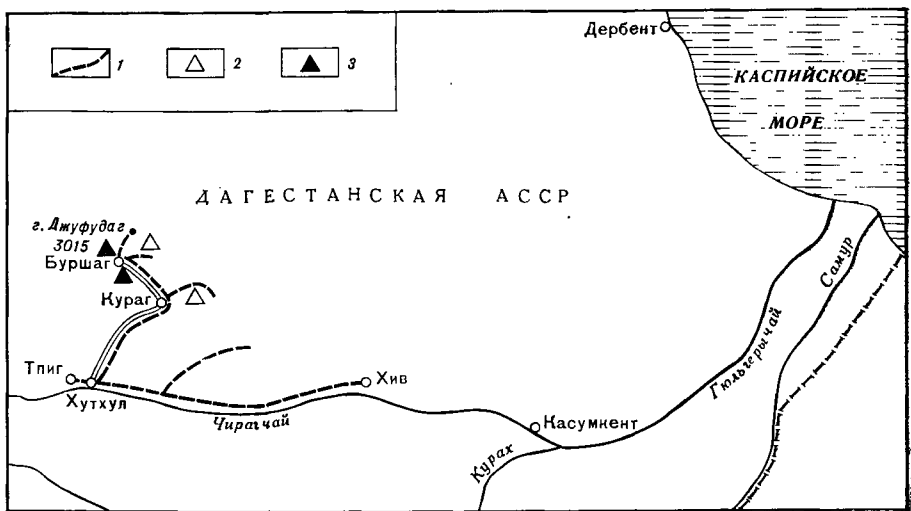 1 2 3
Дербент
КАСПИЙСКОЕ
МОРЕ
ДАГЕСТАНСКАЯ АССР
г. Джуфудаг
3015
Буршаг
Кураг
Тпиг
Хутхул
Хив
Чирагчай
Касумкент
Курах
Гюльгерычай
Самур